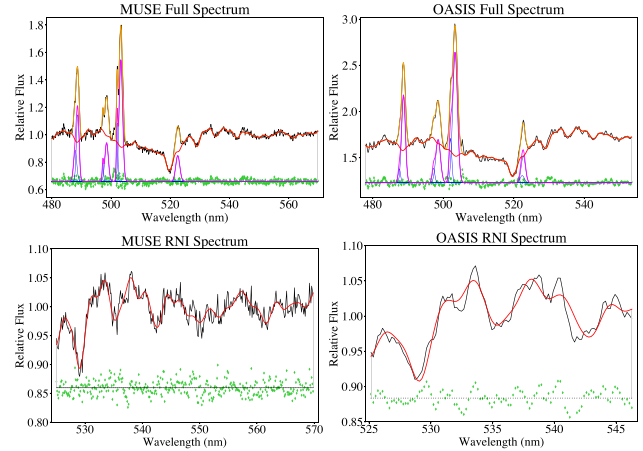 MUSE Full Spectrum
1.8
1.6
1.4
1.2
1.0
0.8
0.6
Relative Flux
480 500 520 540 560
Wavelength (nm)
OASIS Full Spectrum
3.0
2.5
2.0
1.5
Relative Flux
480 500 520 540
Wavelength (nm)
MUSE RNI Spectrum
1.10
1.05
1.00
0.95
0.90
0.85
0.80
Relative Flux
530 540 550 560 570
Wavelength (nm)
OASIS RNI Spectrum
1.10
1.05
1.00
0.95
0.90
0.85
Relative Flux
525 530 535 540 545
Wavelength (nm)